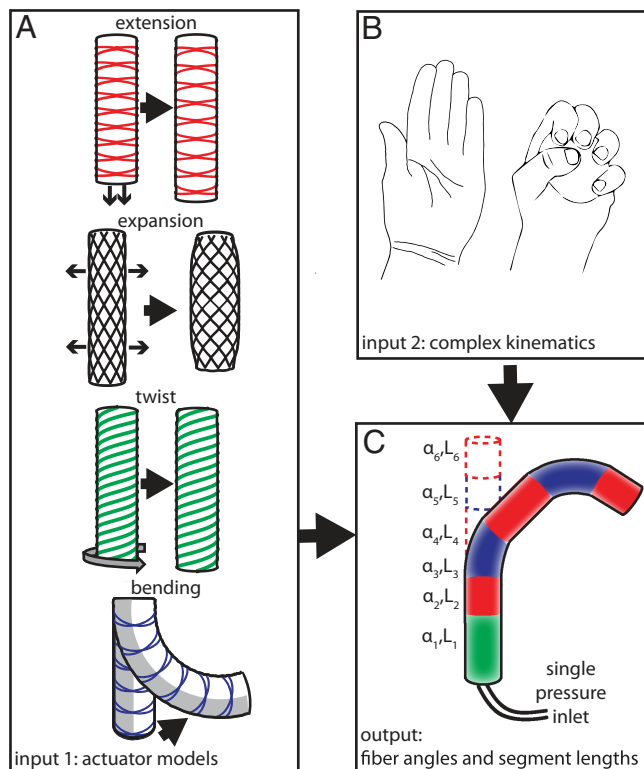 A
extension
expansion
twist
bending
input 1: actuator models
B
input 2: complex kinematics
C
α₆,L₆
α₅,L₅
α₄,L₄
α₃,L₃
α₂,L₂
α₁,L₁
single
pressure
inlet
output:
fiber angles and segment lengths